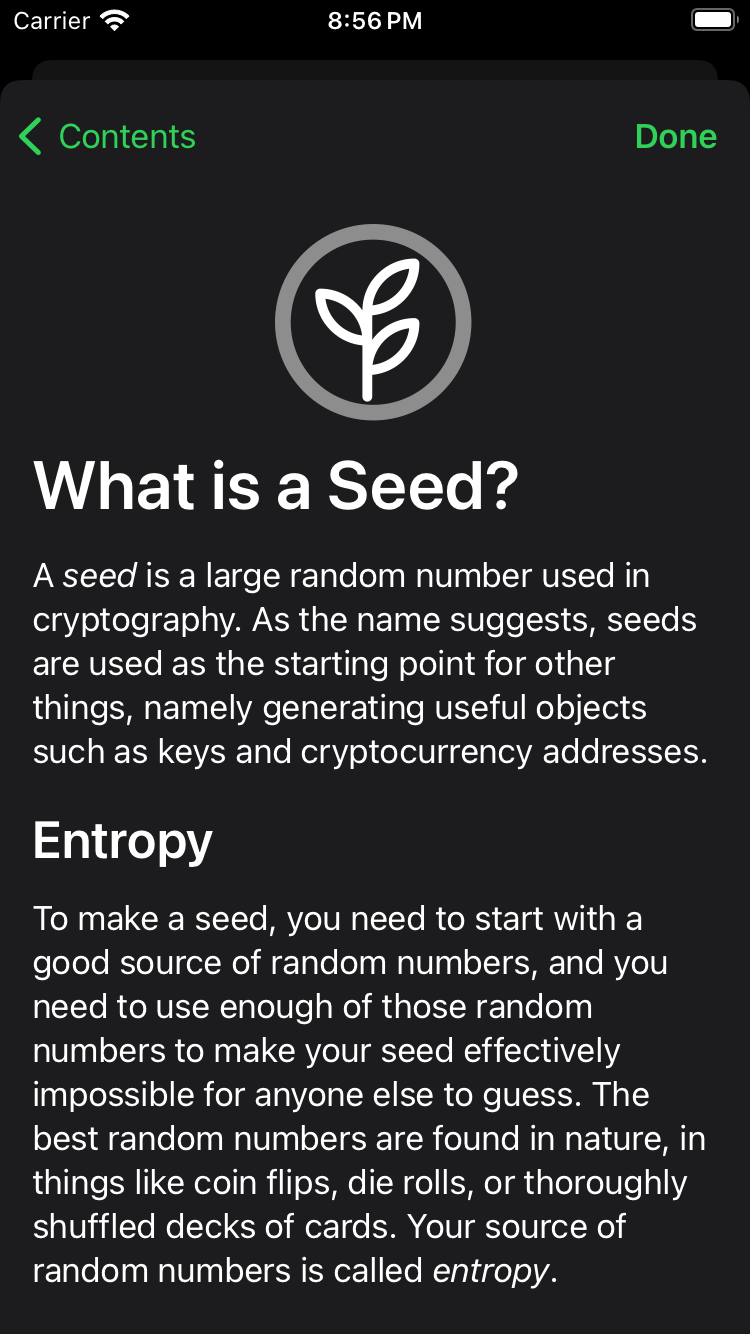 Carrier 8:56 PM
Contents Done
What is a Seed?
A seed is a large random number used in
cryptography. As the name suggests, seeds
are used as the starting point for other
things, namely generating useful objects
such as keys and cryptocurrency addresses.
Entropy
To make a seed, you need to start with a
good source of random numbers, and you
need to use enough of those random
numbers to make your seed effectively
impossible for anyone else to guess. The
best random numbers are found in nature, in
things like coin flips, die rolls, or thoroughly
shuffled decks of cards. Your source of
random numbers is called entropy.